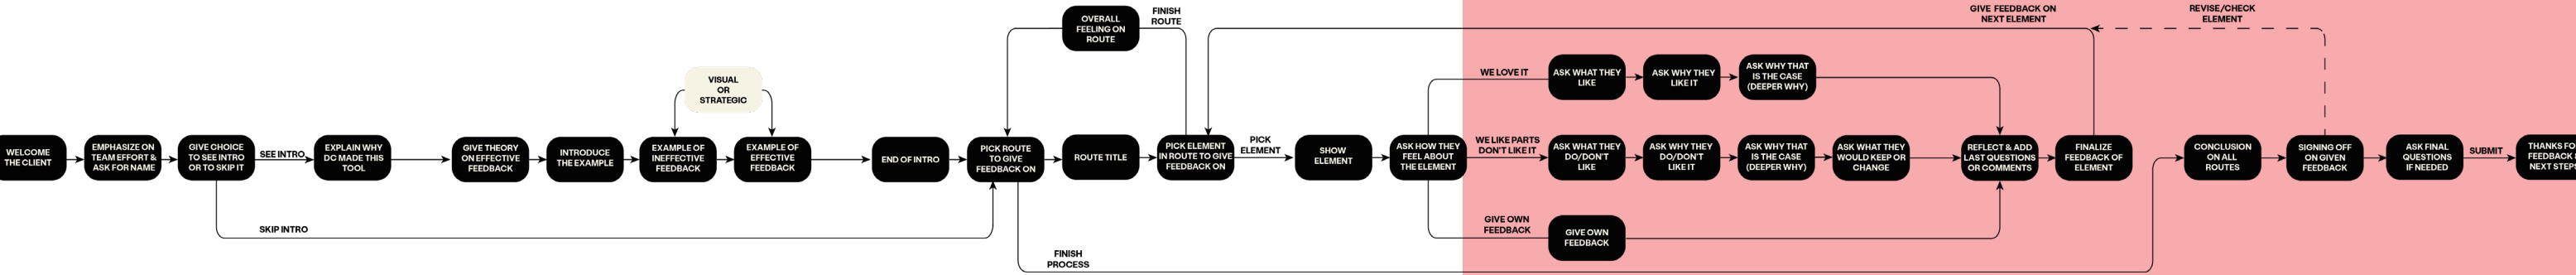 WELCOME
THE CLIENT
EMPHASIZE ON
TEAM EFFORT &
ASK FOR NAME
GIVE CHOICE
TO SEE INTRO
OR TO SKIP IT
SEE INTRO
SKIP INTRO
EXPLAIN WHY
DC MADE THIS
TOOL
GIVE THEORY
ON EFFECTIVE
FEEDBACK
INTRODUCE
THE EXAMPLE
VISUAL
OR
STRATEGIC
EXAMPLE OF
INEFFECTIVE
FEEDBACK
EXAMPLE OF
EFFECTIVE
FEEDBACK
END OF INTRO
PICK ROUTE
TO GIVE
FEEDBACK ON
OVERALL
FEELING ON
ROUTE
FINISH
ROUTE
ROUTE TITLE
PICK ELEMENT
IN ROUTE TO GIVE
FEEDBACK ON
FINISH
PROCESS
PICK
ELEMENT
SHOW
ELEMENT
ASK HOW THEY
FEEL ABOUT
THE ELEMENT
WE LOVE IT
ASK WHAT THEY
LIKE
ASK WHY THEY
LIKE IT
ASK WHY THAT
IS THE CASE
(DEEPER WHY)
WE LIKE PARTS
DON'T LIKE IT
ASK WHAT THEY
DO/DON'T
LIKE
ASK WHY THEY
DO/DON'T
LIKE IT
ASK WHY THAT
IS THE CASE
(DEEPER WHY)
ASK WHAT THEY
WOULD KEEP OR
CHANGE
GIVE OWN
FEEDBACK
GIVE OWN
FEEDBACK
REFLECT & ADD
LAST QUESTIONS
OR COMMENTS
FINALIZE
FEEDBACK OF
ELEMENT
GIVE FEEDBACK ON
NEXT ELEMENT
REVISE/CHECK
ELEMENT
CONCLUSION
ON ALL
ROUTES
SIGNING OFF
ON GIVEN
FEEDBACK
ASK FINAL
QUESTIONS
IF NEEDED
SUBMIT
THANKS FO
FEEDBACK
NEXT STEPS